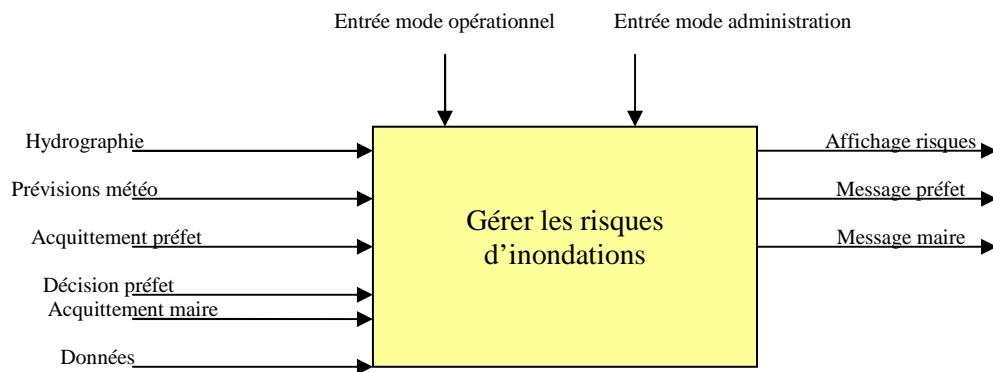 Entrée mode opérationnel
Entrée mode administration
Hydrographie
Affichage risques
Prévisions météo
Message préfet
Gérer les risques
d’inondations
Acquittement préfet
Message maire
Décision préfet
Acquittement maire
Données